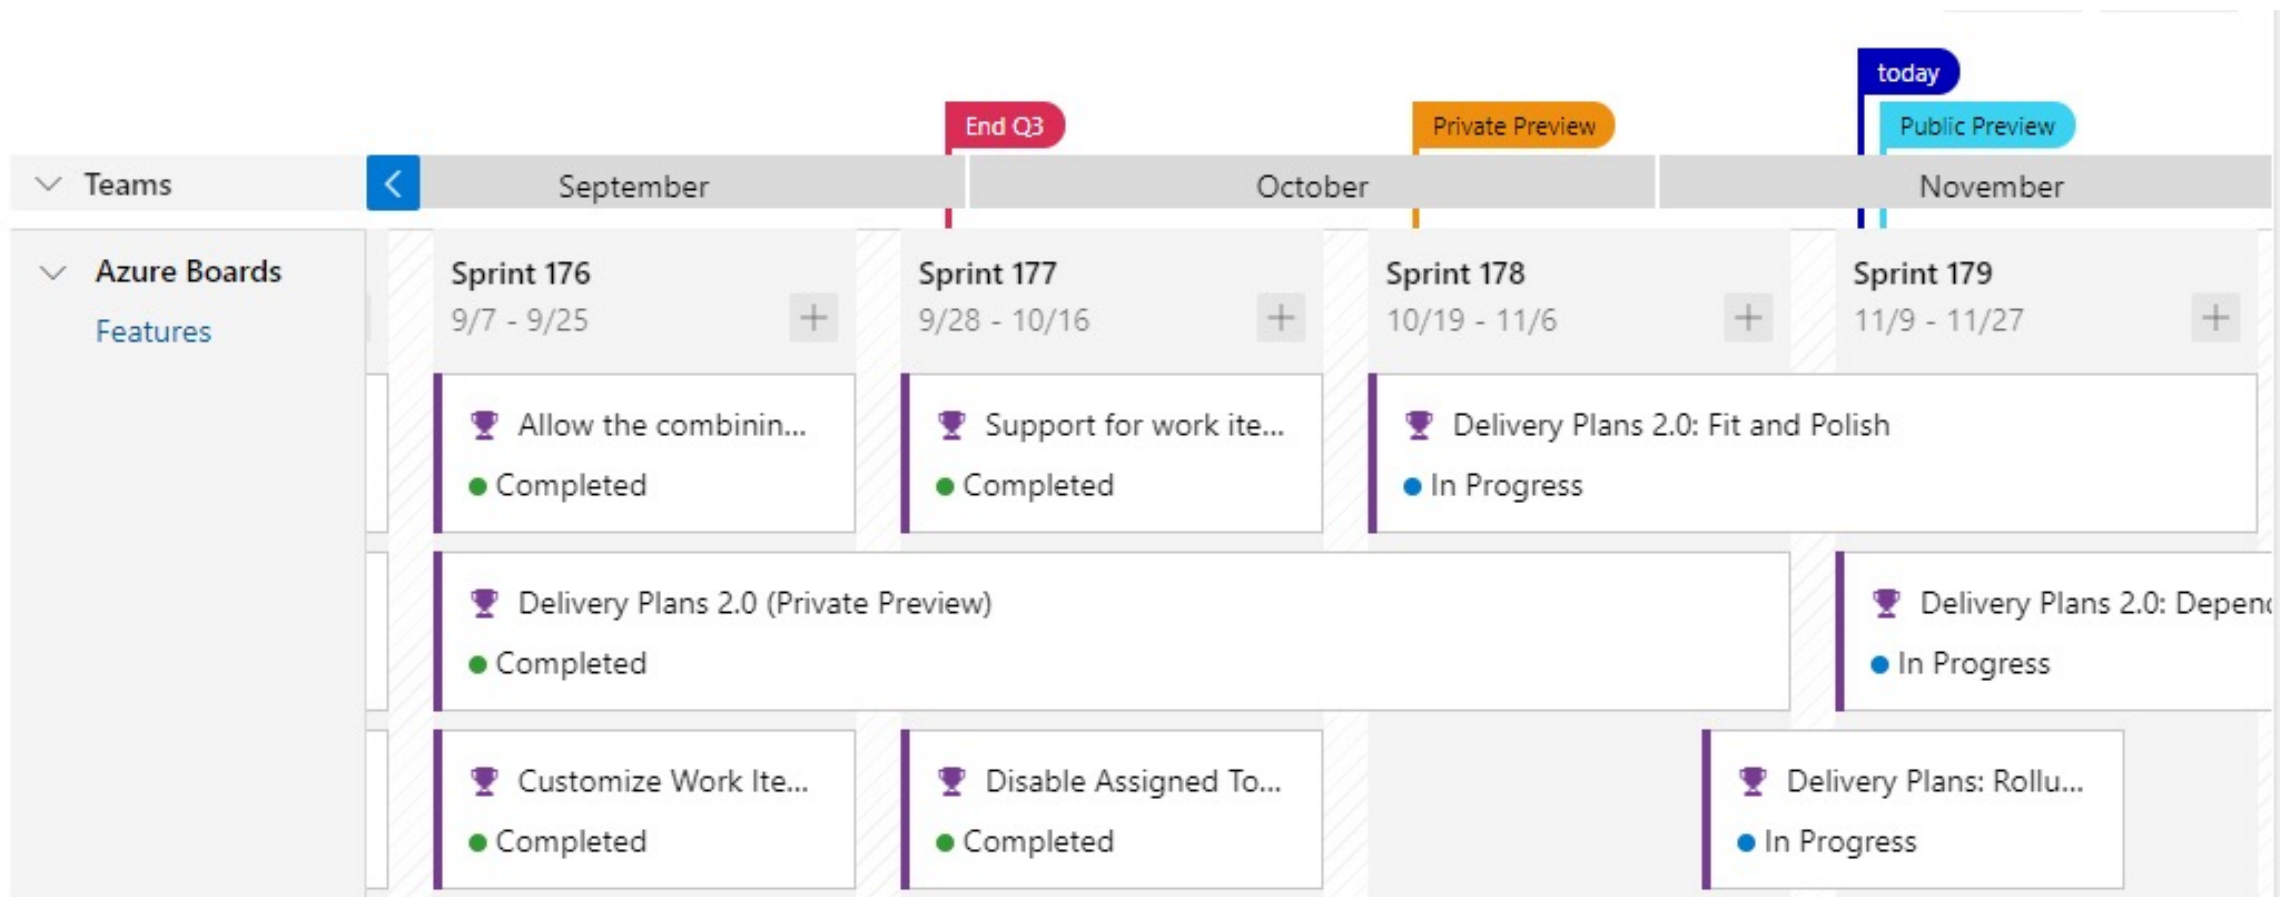 today
End Q3
Private Preview
Public Preview
Teams
September
October
November
Azure Boards
Features
Sprint 176
9/7 - 9/25
Sprint 177
9/28 - 10/16
Sprint 178
10/19 - 11/6
Sprint 179
11/9 - 11/27
Allow the combinin...
Completed
Support for work ite...
Completed
Delivery Plans 2.0: Fit and Polish
In Progress
Delivery Plans 2.0 (Private Preview)
Completed
Delivery Plans 2.0: Depend
In Progress
Customize Work Ite...
Completed
Disable Assigned To...
Completed
Delivery Plans: Rollu...
In Progress